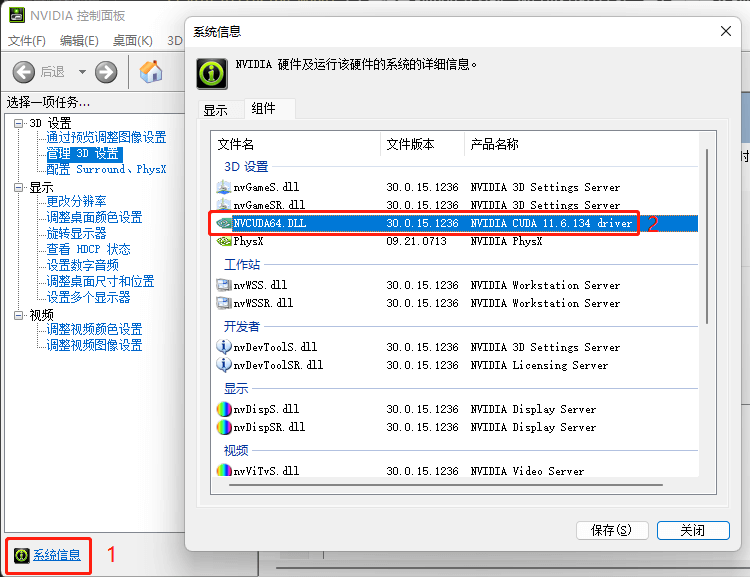 NVIDIA 控制面板
文件(F) 编辑(E) 桌面(K) 3D
后退
选择一项任务...
3D 设置
通过预览调整图像设置
管理 3D 设置
配置 Surround、PhysX
显示
更改分辨率
调整桌面颜色设置
旋转显示器
查看 HDCP 状态
设置数字音频
调整桌面尺寸和位置
设置多个显示器
视频
调整视频颜色设置
调整视频图像设置
系统信息 1
系统信息
NVIDIA 硬件及运行该硬件的系统的详细信息。
显示 组件
文件名 文件版本 产品名称
3D 设置
nvGameS.dll 30.0.15.1236 NVIDIA 3D Settings Server
nvGameSR.dll 30.0.15.1236 NVIDIA 3D Settings Server
NVCUDA64.DLL 30.0.15.1236 NVIDIA CUDA 11.6.134 driver 2
PhysX 09.21.0713 NVIDIA PhysX
工作站
nvWSS.dll 30.0.15.1236 NVIDIA Workstation Server
nvWSSR.dll 30.0.15.1236 NVIDIA Workstation Server
开发者
nvDevToolS.dll 30.0.15.1236 NVIDIA 3D Settings Server
nvDevToolSR.dll 30.0.15.1236 NVIDIA Licensing Server
显示
nvDispS.dll 30.0.15.1236 NVIDIA Display Server
nvDispSR.dll 30.0.15.1236 NVIDIA Display Server
视频
nvViTvS.dll 30.0.15.1236 NVIDIA Video Server
保存(S) 关闭
时